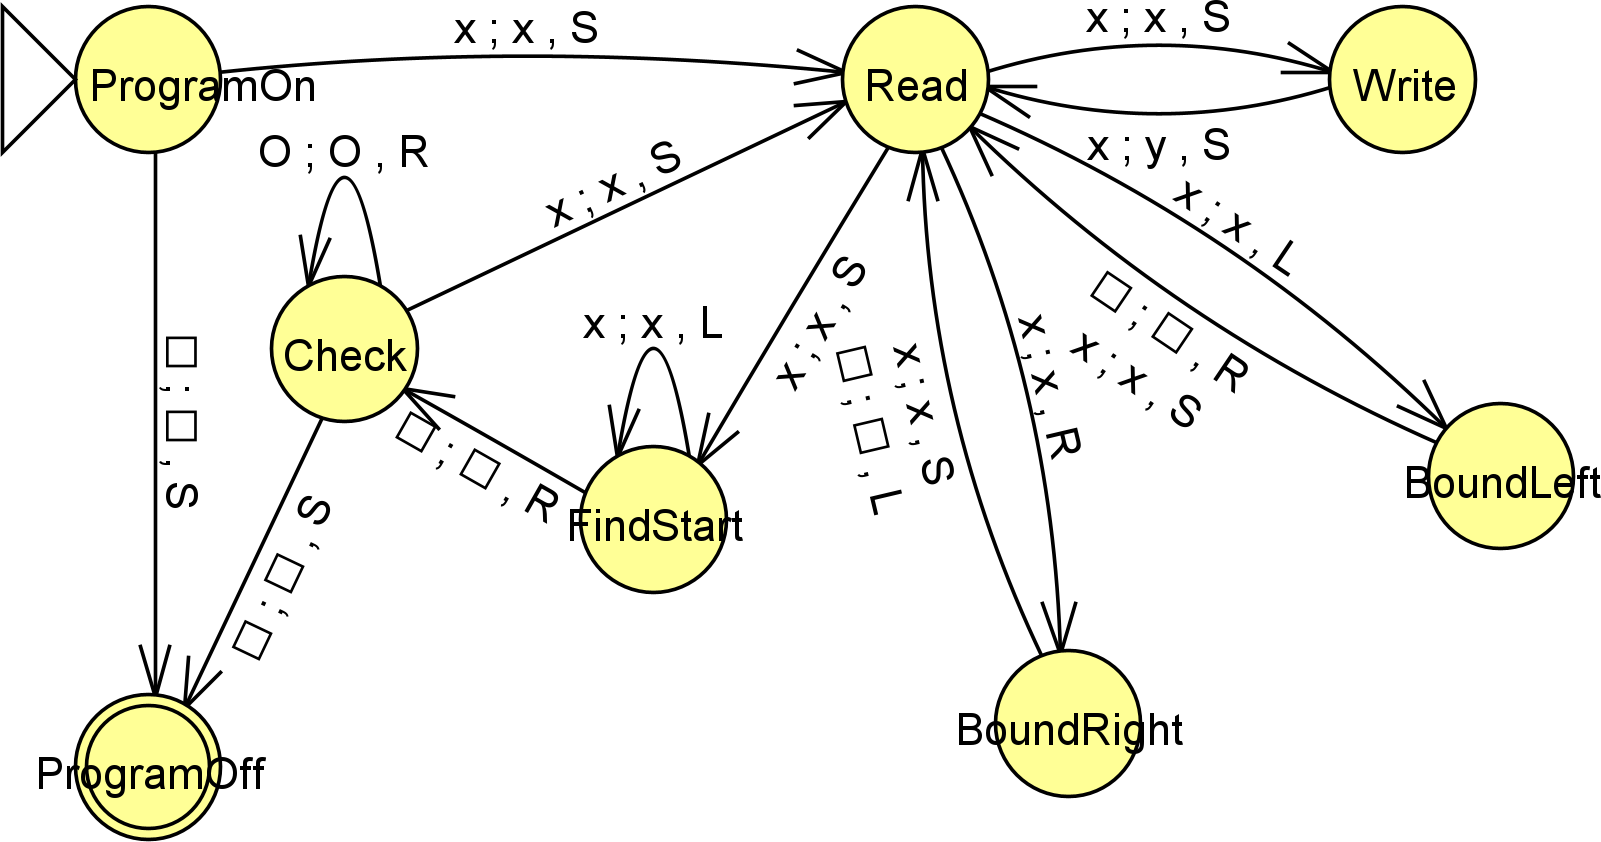 x ; x , S
x ; x , S
ProgramOn
Read
Write
O ; O , R
x ; y , S
x ; x , S
x ; x , L
x ; x , S
□ ; □ , R
x ; x , S
x ; x , L
□ ; □ , S
Check
x ; x , R
x ; x , S
□ ; □ , L
□ ; □ , R
BoundLeft
FindStart
□ ; □ , S
BoundRight
ProgramOff